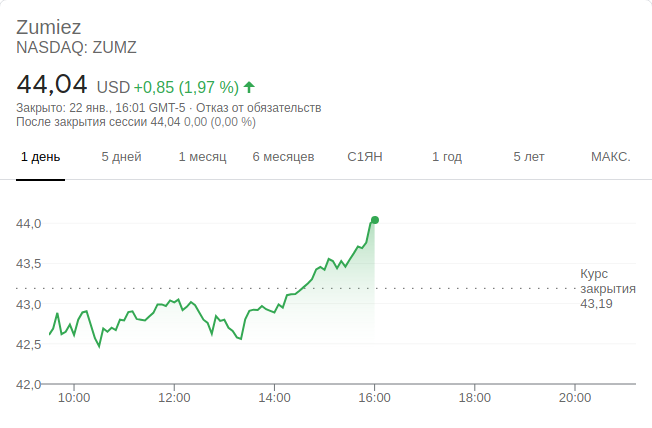 Zumiez
NASDAQ: ZUMZ
44,04 USD +0,85 (1,97 %)
Закрыто: 22 янв., 16:01 GMT-5 · Отказ от обязательств
После закрытия сессии 44,04 0,00 (0,00 %)
1 день 5 дней 1 месяц 6 месяцев С1ЯН 1 год 5 лет МАКС.
44,0
43,5
43,0
42,5
42,0
Курс
закрытия
43,19
10:00 12:00 14:00 16:00 18:00 20:00